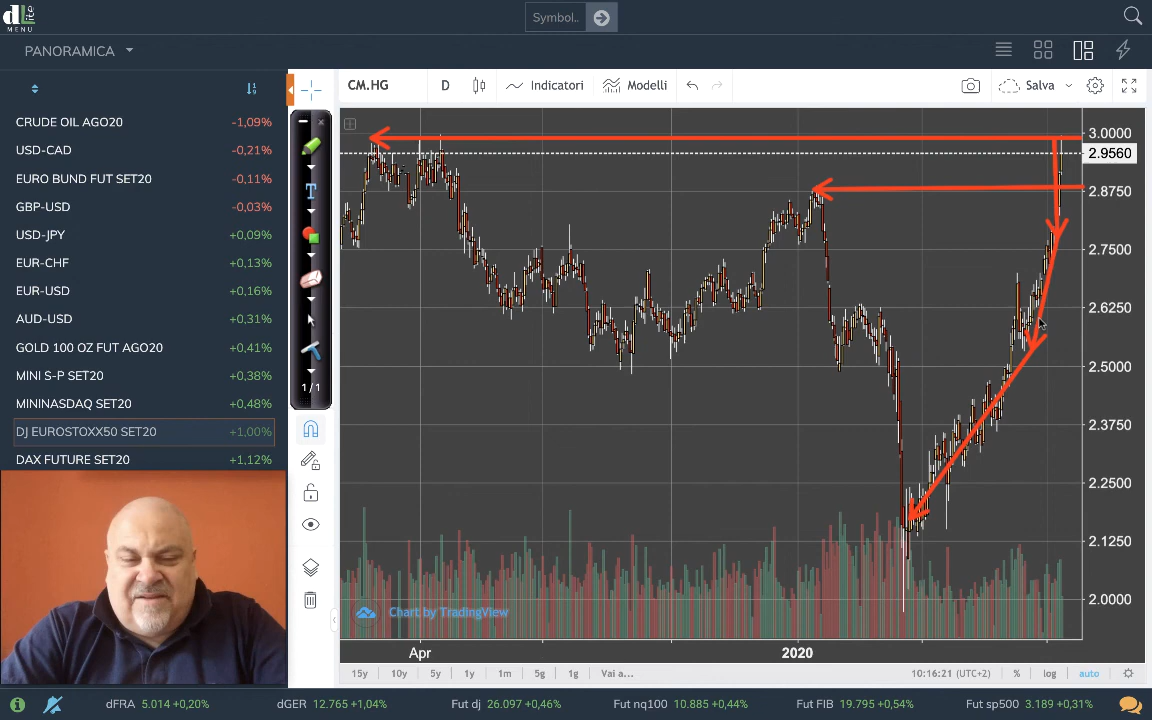 dLite
MENU
Symbol..
PANORAMICA
CRUDE OIL AGO20 -1,09%
USD-CAD -0,21%
EURO BUND FUT SET20 -0,11%
GBP-USD -0,03%
USD-JPY +0,09%
EUR-CHF +0,13%
EUR-USD +0,16%
AUD-USD +0,31%
GOLD 100 OZ FUT AGO20 +0,41%
MINI S-P SET20 +0,38%
MININASDAQ SET20 +0,48%
DJ EUROSTOXX50 SET20 +1,00%
DAX FUTURE SET20 +1,12%
T
1/1
CM.HG D Indicatori Modelli Salva
3.0000
2.9560
2.8750
2.7500
2.6250
2.5000
2.3750
2.2500
2.1250
2.0000
Chart by TradingView
Apr 2020
15y 10y 5y 1y 1m 5g 1g Vai a... 10:16:21 (UTC+2) % log auto
dFRA 5.014 +0,20% dGER 12.765 +1,04% Fut dj 26.097 +0,46% Fut nq100 10.885 +0,44% Fut FIB 19.795 +0,54% Fut sp500 3.189 +0,31%